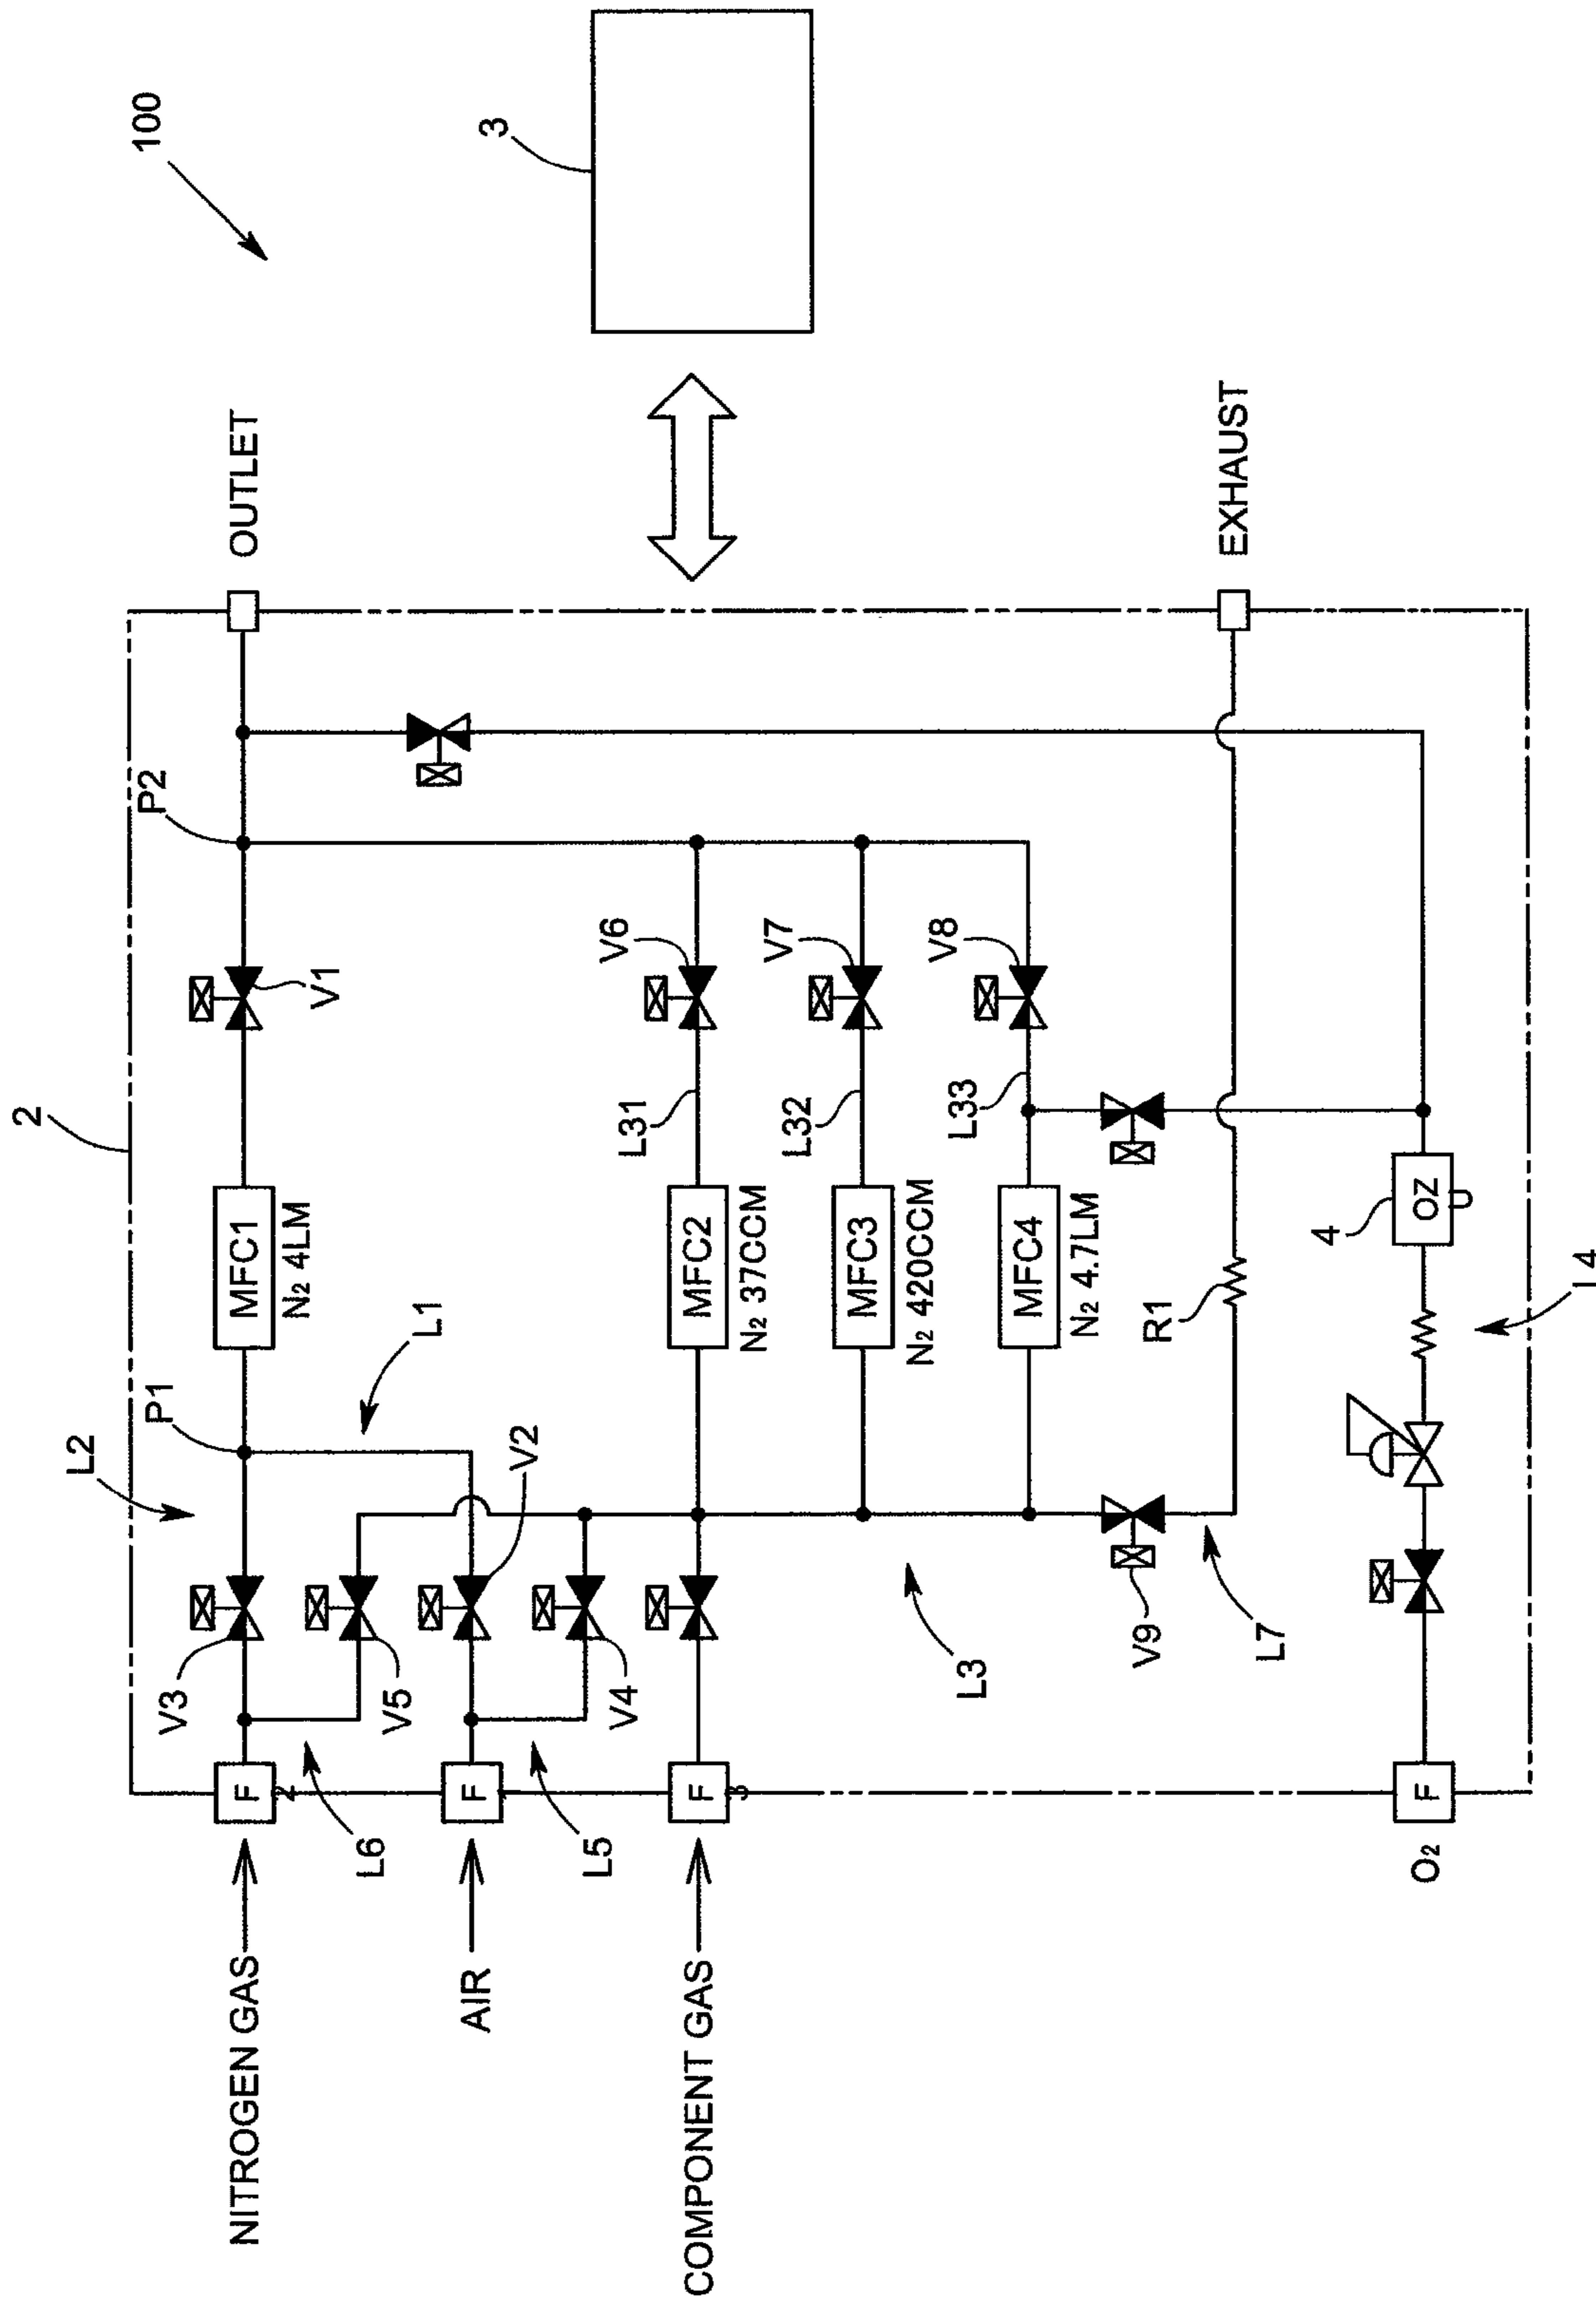 100
3
OUTLET
EXHAUST
2
P2
V1
V6
V7
V8
L31
L32
L33
MFC1
N₂ 4LM
MFC2
N₂ 37CCM
MFC3
N₂ 420CCM
MFC4
N₂ 4.7LM
R1
4
OZ
L4
L2
P1
L1
V2
V3
V5
V4
L3
V9
L7
F
2
F
F
3
F
L6
L5
O₂
NITROGEN GAS
AIR
COMPONENT GAS